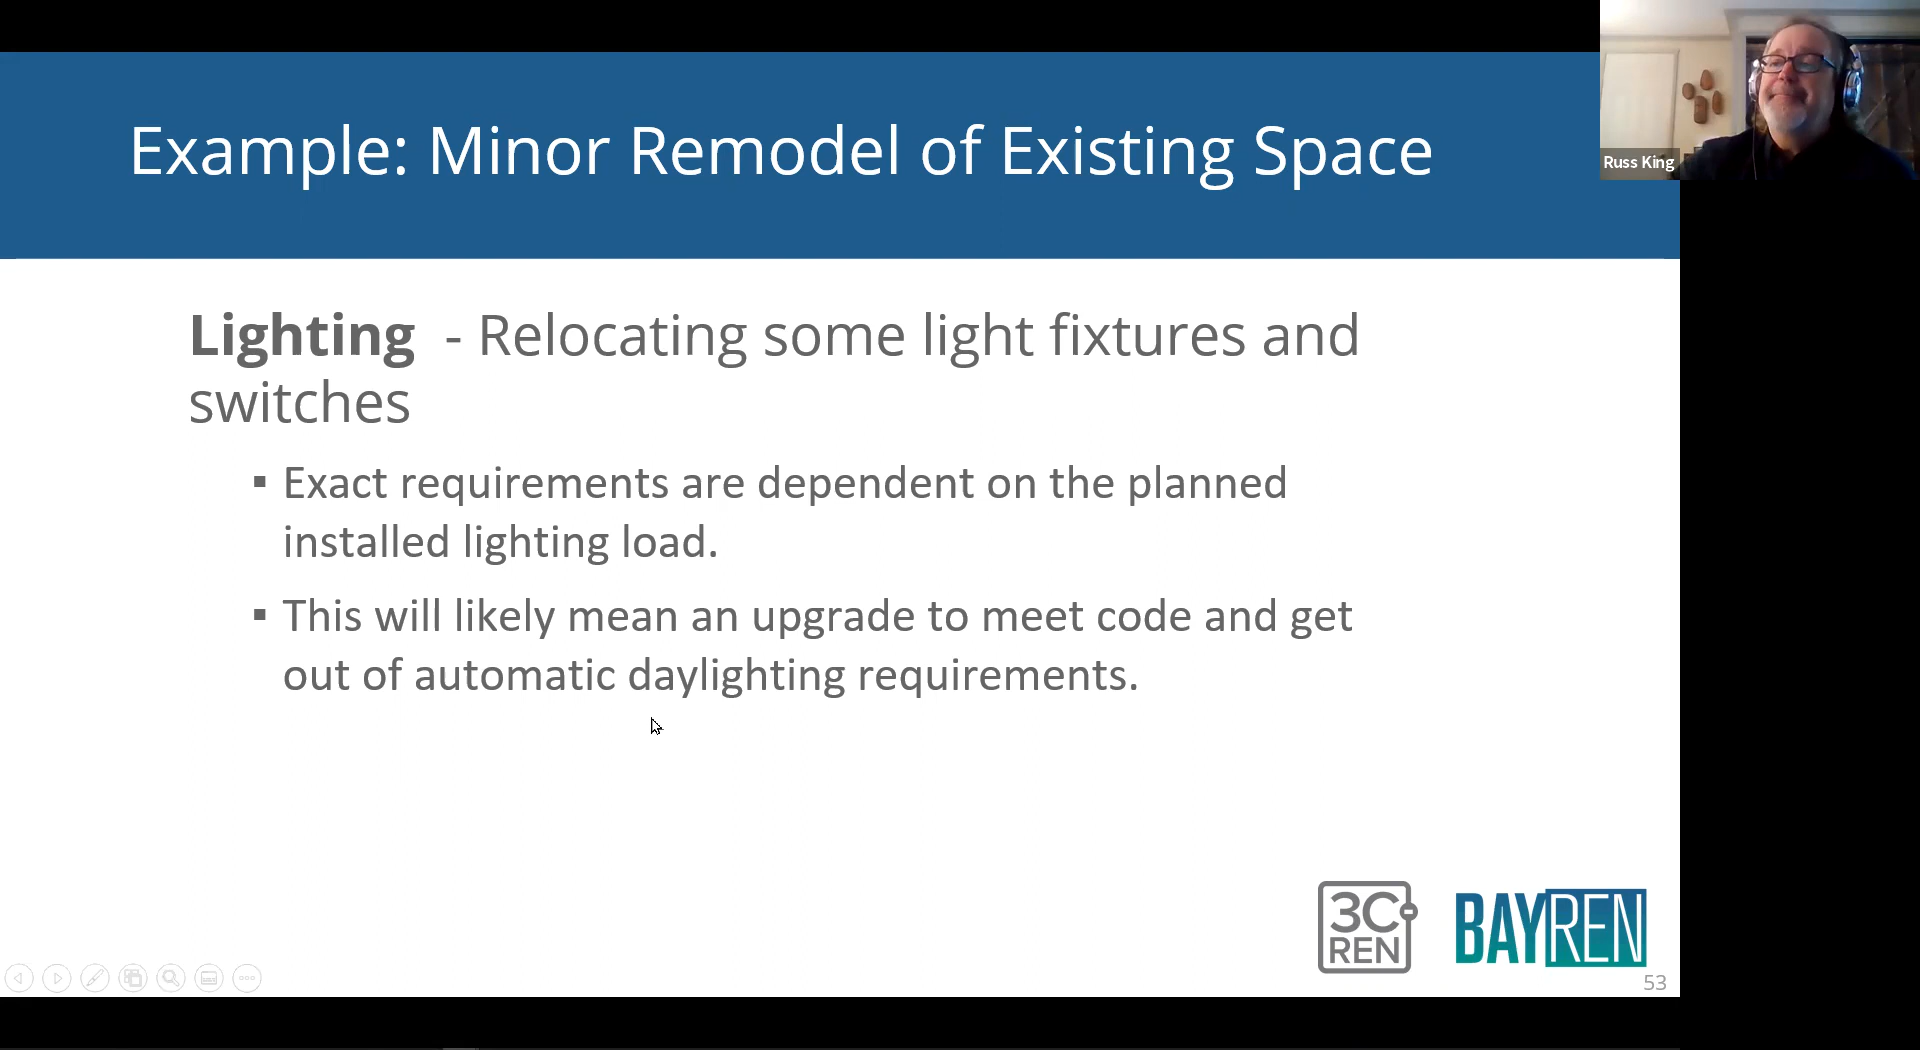 Example: Minor Remodel of Existing Space
Russ King
Lighting - Relocating some light fixtures and
switches
▪ Exact requirements are dependent on the planned
installed lighting load.
▪ This will likely mean an upgrade to meet code and get
out of automatic daylighting requirements.
3C-
REN
BAYREN
53